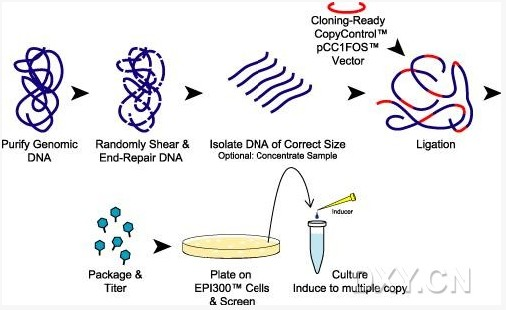 Cloning-Ready
CopyControl™
pCC1FOS™
Vector
Purify Genomic
DNA
Randomly Shear &
End-Repair DNA
Isolate DNA of Correct Size
Optional: Concentrate Sample
Ligation
Inducer
Package &
Titer
Plate on
EPI300™ Cells
& Screen
Culture
Induce to multiple copy
DXY.CN